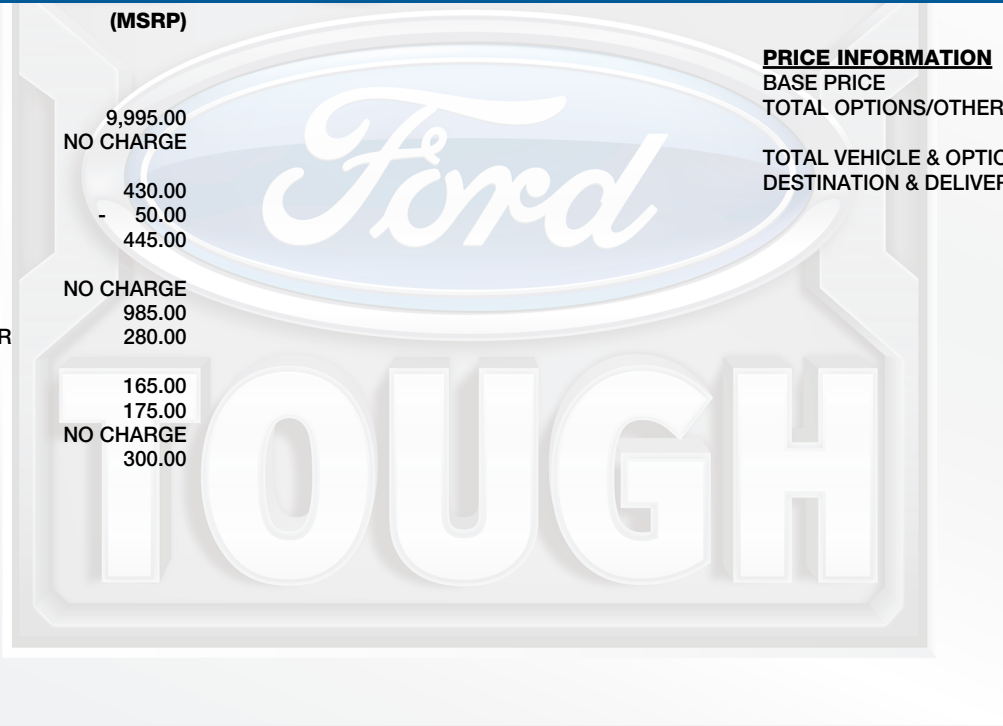 (MSRP)
9,995.00
NO CHARGE
430.00
- 50.00
445.00
NO CHARGE
985.00
R 280.00
165.00
175.00
NO CHARGE
300.00
PRICE INFORMATION
BASE PRICE
TOTAL OPTIONS/OTHER
TOTAL VEHICLE & OPTIO
DESTINATION & DELIVER
Ford
TOUGH